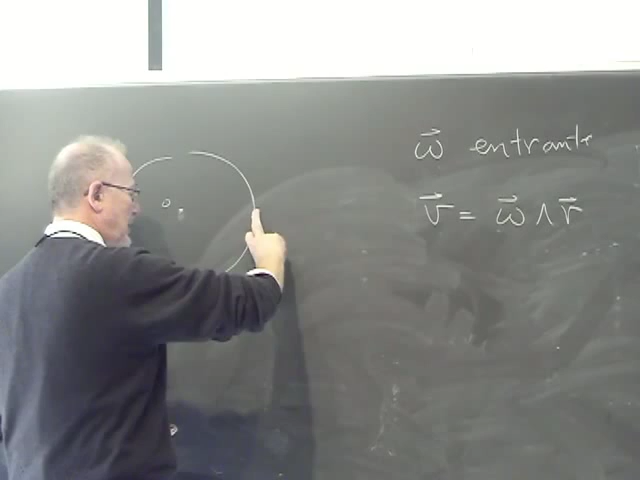 o
ω⃗ entrante
v⃗ = ω⃗ ∧ r⃗